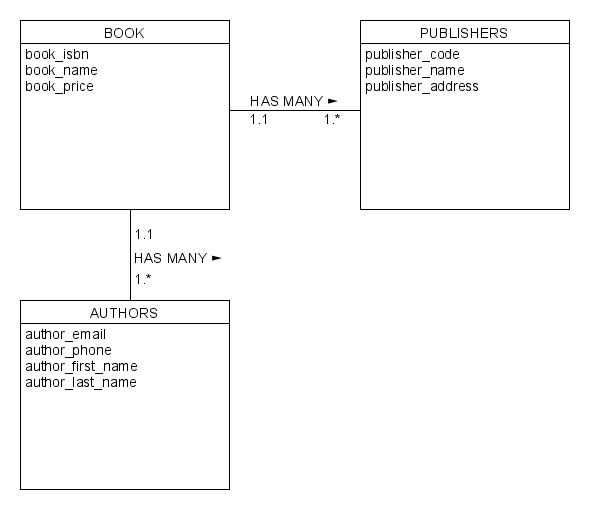 BOOK
book_isbn
book_name
book_price
PUBLISHERS
publisher_code
publisher_name
publisher_address
HAS MANY ►
1.1 1.*
1.1
HAS MANY ►
1.*
AUTHORS
author_email
author_phone
author_first_name
author_last_name